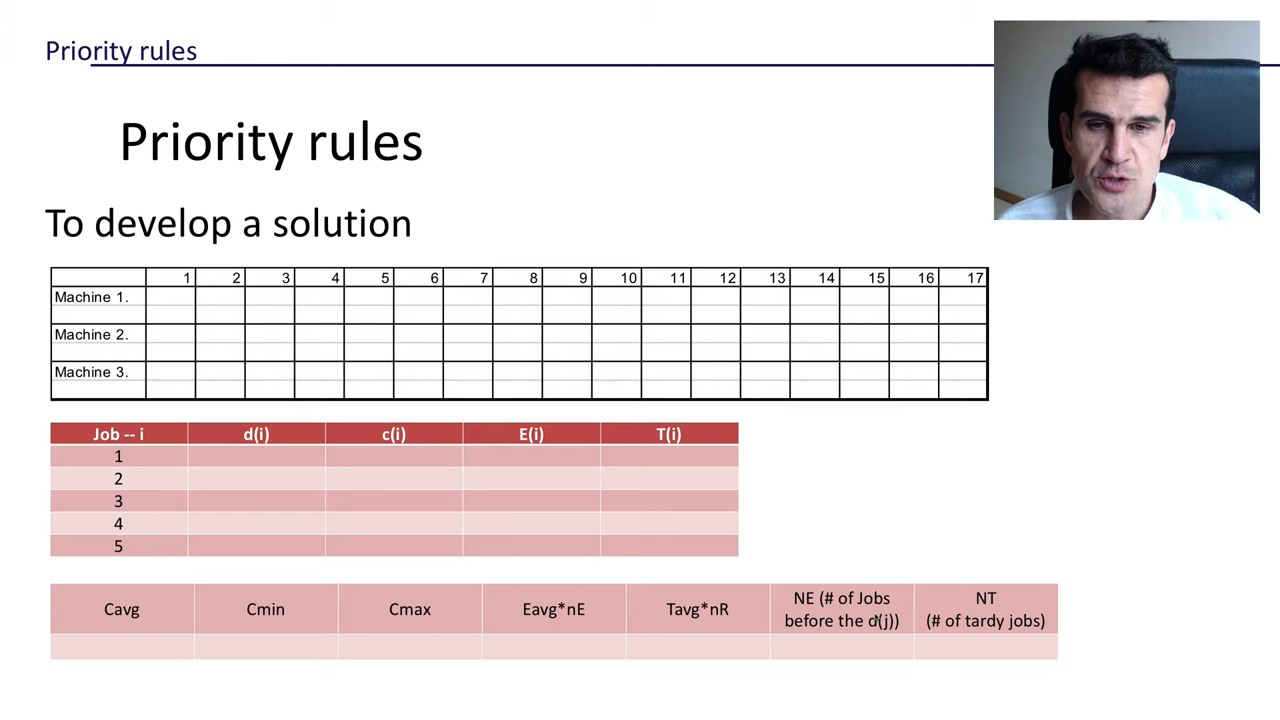 Priority rules
Priority rules
To develop a solution
1 2 3 4 5 6 7 8 9 10 11 12 13 14 15 16 17
Machine 1.
Machine 2.
Machine 3.
Job -- i d(i) c(i) E(i) T(i)
1
2
3
4
5
Cavg Cmin Cmax Eavg*nE Tavg*nR NE (# of Jobs before the d(j)) NT (# of tardy jobs)